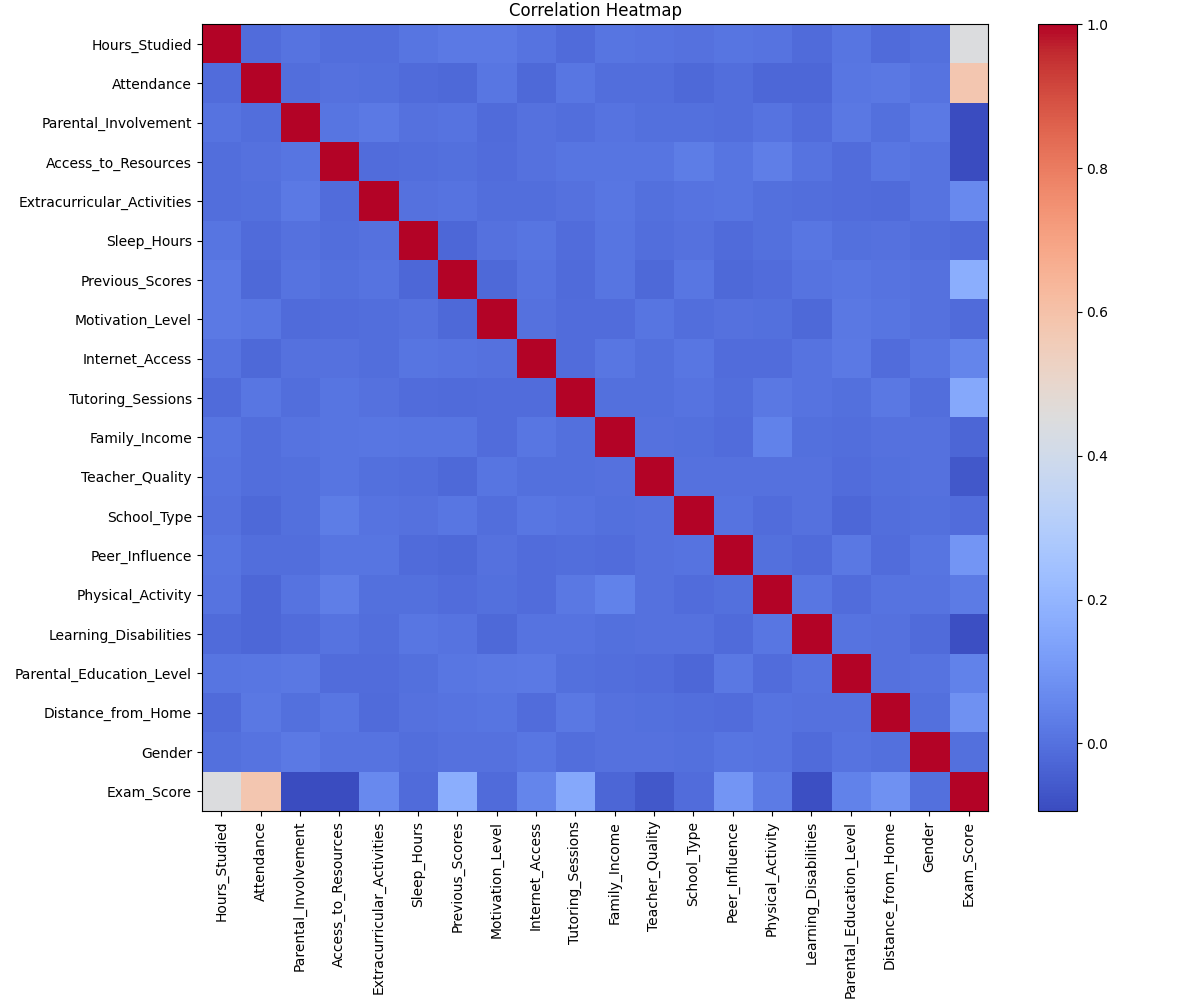 Correlation Heatmap
Hours_Studied
Attendance
Parental_Involvement
Access_to_Resources
Extracurricular_Activities
Sleep_Hours
Previous_Scores
Motivation_Level
Internet_Access
Tutoring_Sessions
Family_Income
Teacher_Quality
School_Type
Peer_Influence
Physical_Activity
Learning_Disabilities
Parental_Education_Level
Distance_from_Home
Gender
Exam_Score
Hours_Studied
Attendance
Parental_Involvement
Access_to_Resources
Extracurricular_Activities
Sleep_Hours
Previous_Scores
Motivation_Level
Internet_Access
Tutoring_Sessions
Family_Income
Teacher_Quality
School_Type
Peer_Influence
Physical_Activity
Learning_Disabilities
Parental_Education_Level
Distance_from_Home
Gender
Exam_Score
1.0
0.8
0.6
0.4
0.2
0.0